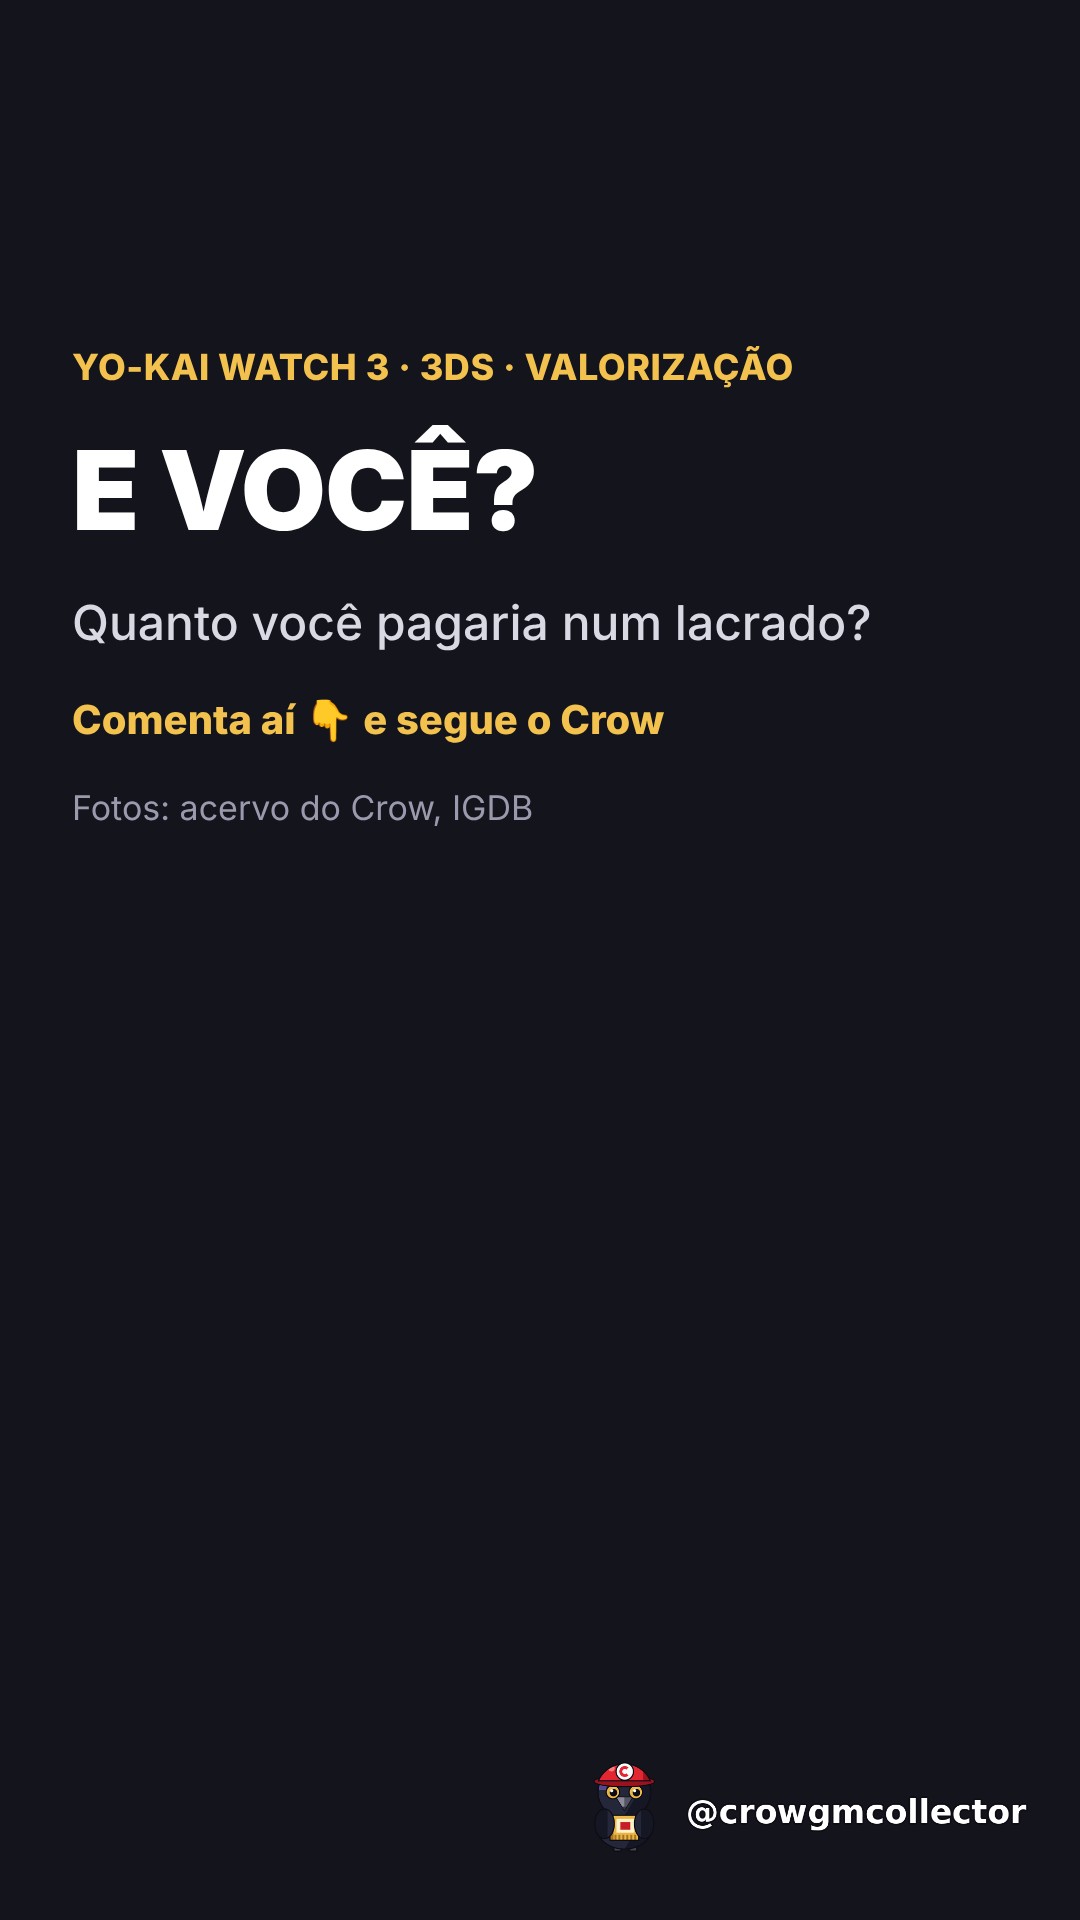 YO-KAI WATCH 3 · 3DS · VALORIZAÇÃO
E VOCÊ?
Quanto você pagaria num lacrado?
Comenta aí 👇 e segue o Crow
Fotos: acervo do Crow, IGDB
C
@crowgmcollector